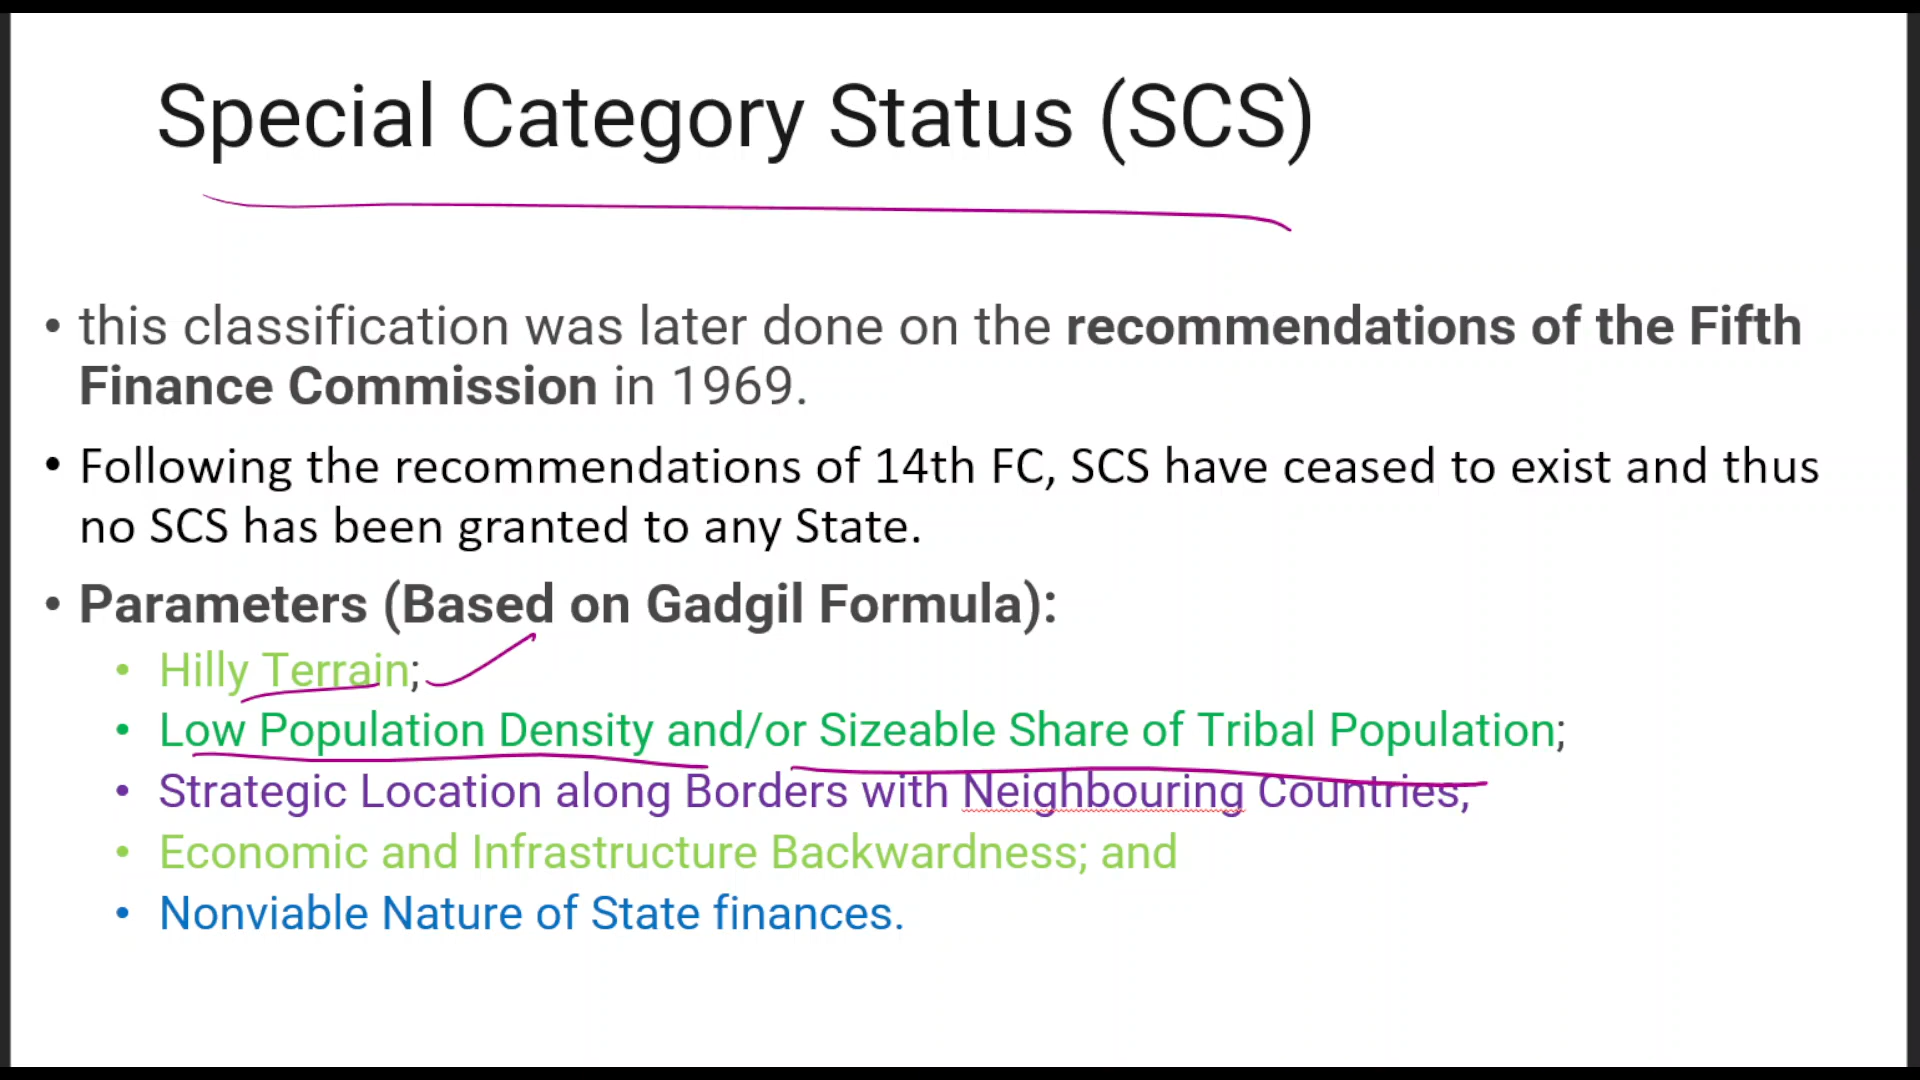 Special Category Status (SCS)
• this classification was later done on the recommendations of the Fifth
Finance Commission in 1969.
• Following the recommendations of 14th FC, SCS have ceased to exist and thus
no SCS has been granted to any State.
• Parameters (Based on Gadgil Formula):
• Hilly Terrain;
• Low Population Density and/or Sizeable Share of Tribal Population;
• Strategic Location along Borders with Neighbouring Countries;
• Economic and Infrastructure Backwardness; and
• Nonviable Nature of State finances.